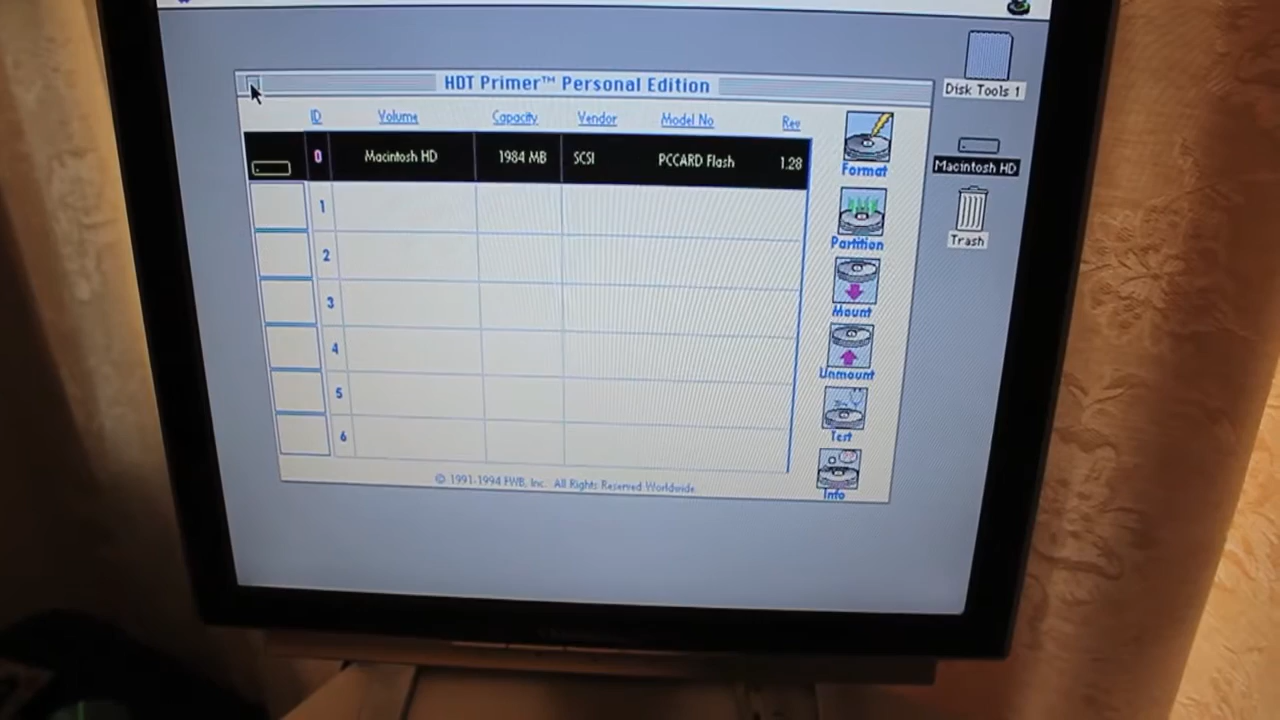 HDT Primer™ Personal Edition
ID Volume Capacity Vendor Model No Rev
0 Macintosh HD 1984 MB SCSI PCCARD Flash 1.28
1
2
3
4
5
6
© 1991-1994 FWB, Inc. All Rights Reserved Worldwide.
Format
Partition
Mount
Unmount
Test
Info
Disk Tools 1
Macintosh HD
Trash